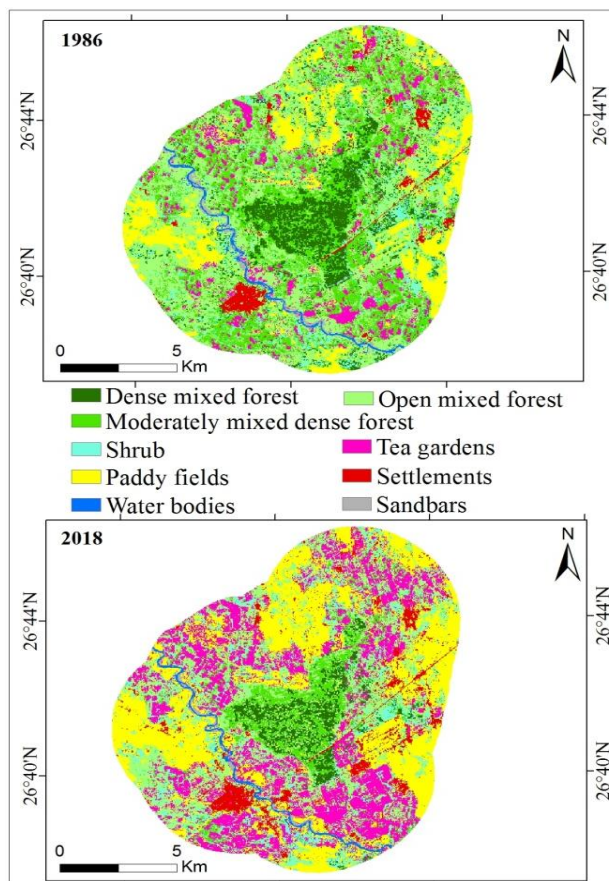 1986
N
26°44'N
26°44'N
26°40'N
26°40'N
0 5
Km
Dense mixed forest Open mixed forest
Moderately mixed dense forest
Shrub Tea gardens
Paddy fields Settlements
Water bodies Sandbars
2018
N
26°44'N
26°44'N
26°40'N
26°40'N
0 5
Km